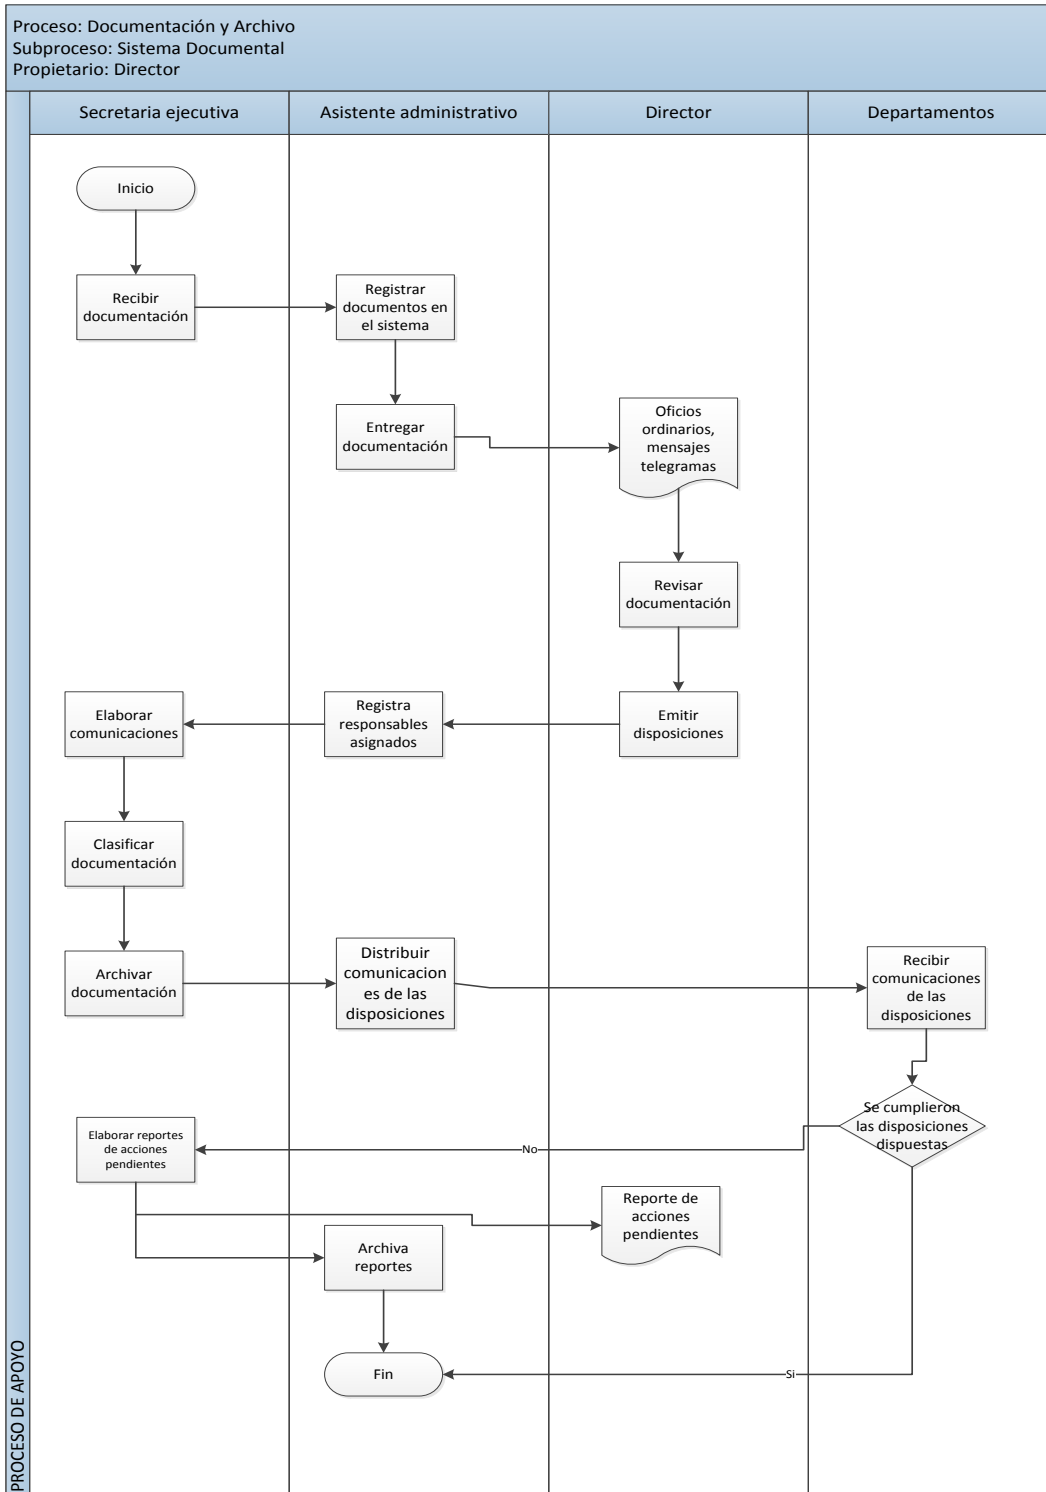 Proceso: Documentación y Archivo
Subproceso: Sistema Documental
Propietario: Director
Secretaria ejecutiva
Asistente administrativo
Director
Departamentos
Inicio
Recibir
documentación
Registrar
documentos en
el sistema
Entregar
documentación
Oficios
ordinarios,
mensajes
telegramas
Revisar
documentación
Emitir
disposiciones
Registra
responsables
asignados
Elaborar
comunicaciones
Clasificar
documentación
Archivar
documentación
Distribuir
comunicacion
es de las
disposiciones
Recibir
comunicaciones
de las
disposiciones
Se cumplieron
las disposiciones
dispuestas
No
Elaborar reportes
de acciones
pendientes
Reporte de
acciones
pendientes
Archiva
reportes
Si
Fin
PROCESO DE APOYO